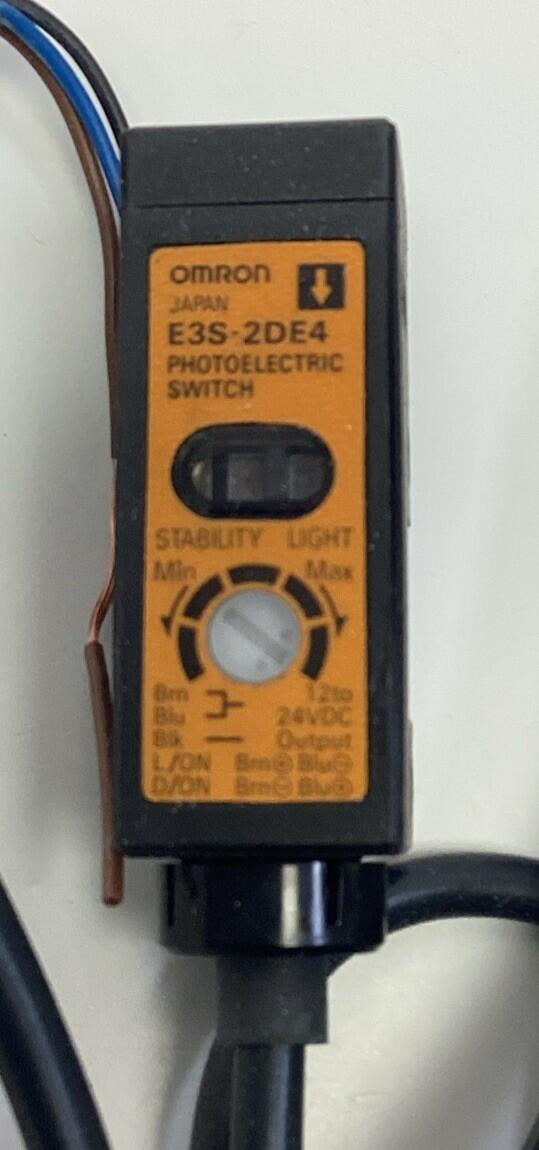 OMRON
JAPAN
E3S-2DE4
PHOTOELECTRIC
SWITCH
STABILITY LIGHT
Min Max
Brn 12to
Blu 24VDC
Blk Output
L/ON Brn⊕ Blu⊖
D/ON Brn⊖ Blu⊕